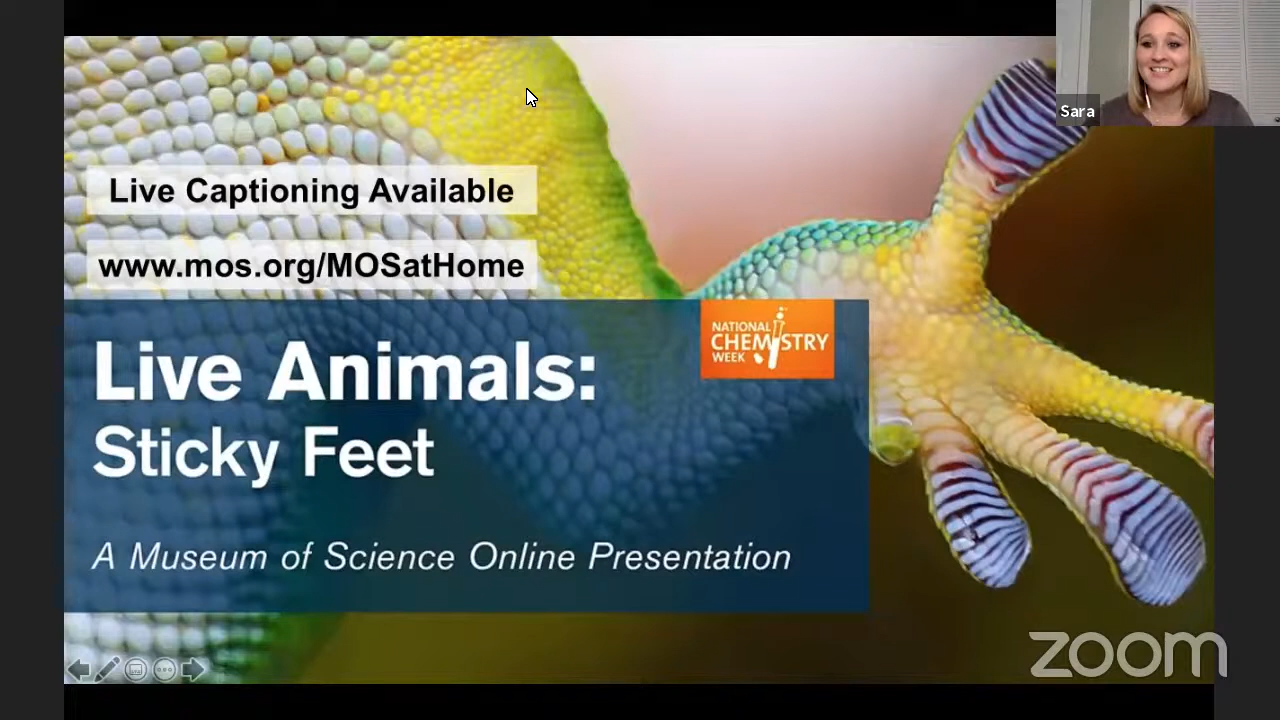 Sara
Live Captioning Available
www.mos.org/MOSatHome
NATIONAL
CHEMISTRY
WEEK
Live Animals:
Sticky Feet
A Museum of Science Online Presentation
zoom